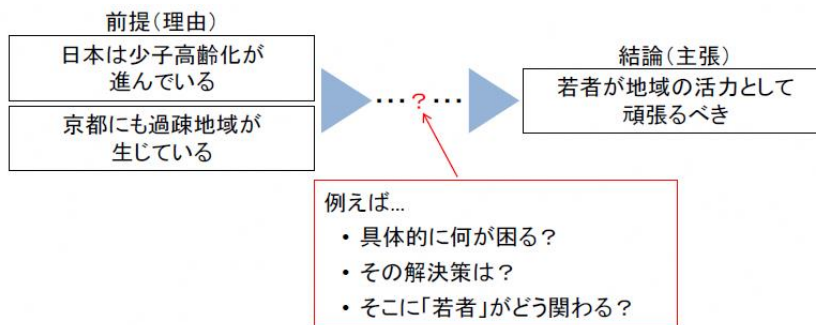 前提(理由)
日本は少子高齢化が
進んでいる
京都にも過疎地域が
生じている
…?…
結論(主張)
若者が地域の活力として
頑張るべき
例えば…
• 具体的に何が困る?
• その解決策は?
• そこに「若者」がどう関わる?